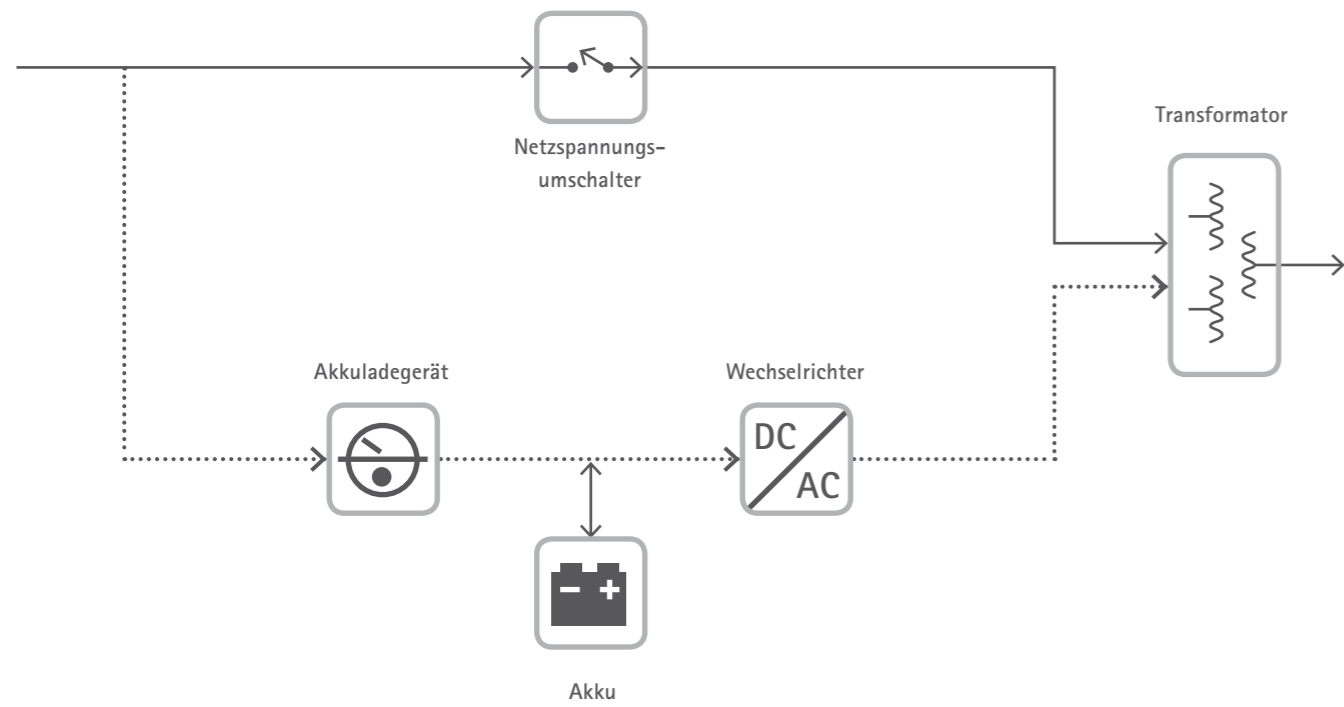 Netzspannungs-
umschalter
Transformator
Akkuladegerät
Wechselrichter
DC
AC
Akku